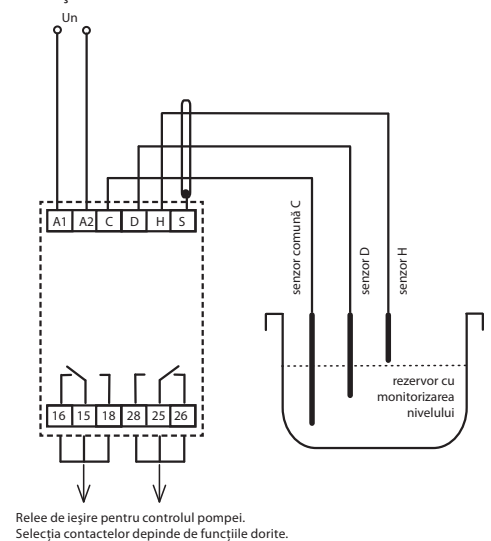 Un
A1 A2 C D H S
senzor comună C
senzor D
senzor H
rezervor cu
monitorizarea
nivelului
16 15 18 28 25 26
Relee de ieşire pentru controlul pompei.
Selecția contactelor depinde de funcțiile dorite.